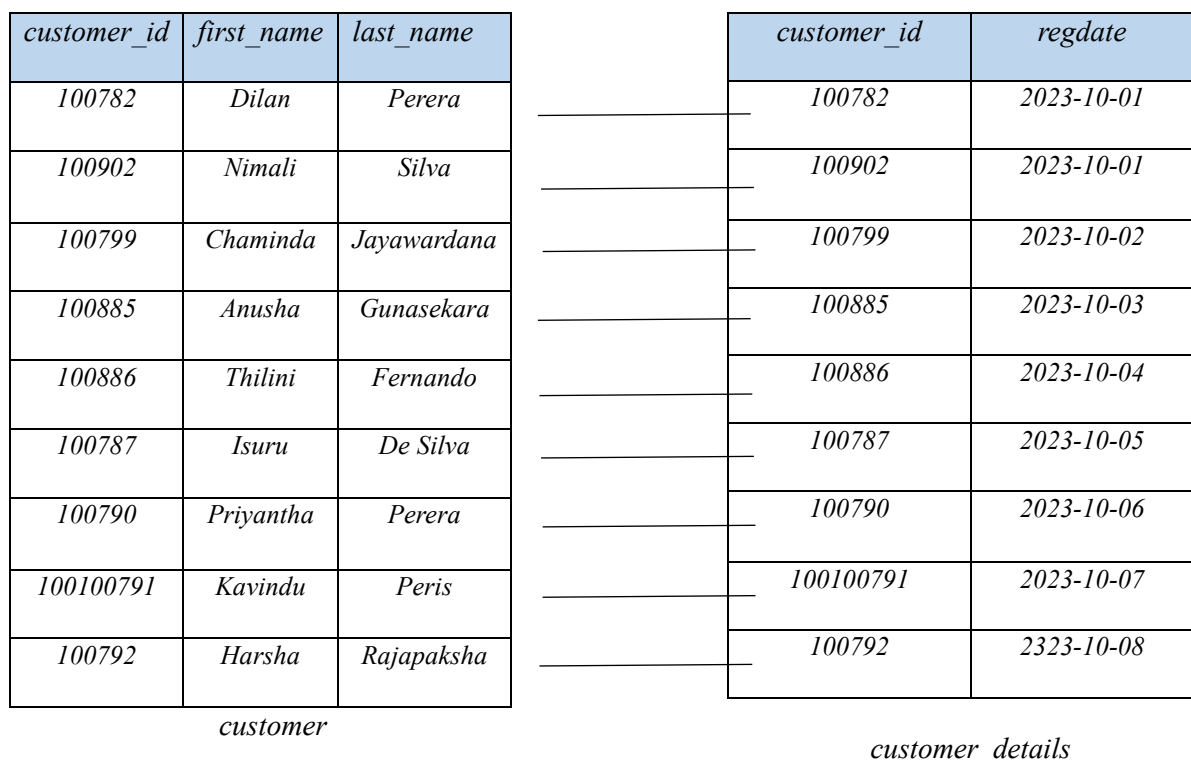 customer_id first_name last_name
100782 Dilan Perera
100902 Nimali Silva
100799 Chaminda Jayawardana
100885 Anusha Gunasekara
100886 Thilini Fernando
100787 Isuru De Silva
100790 Priyantha Perera
100100791 Kavindu Peris
100792 Harsha Rajapaksha
customer
customer_id regdate
100782 2023-10-01
100902 2023-10-01
100799 2023-10-02
100885 2023-10-03
100886 2023-10-04
100787 2023-10-05
100790 2023-10-06
100100791 2023-10-07
100792 2323-10-08
customer details